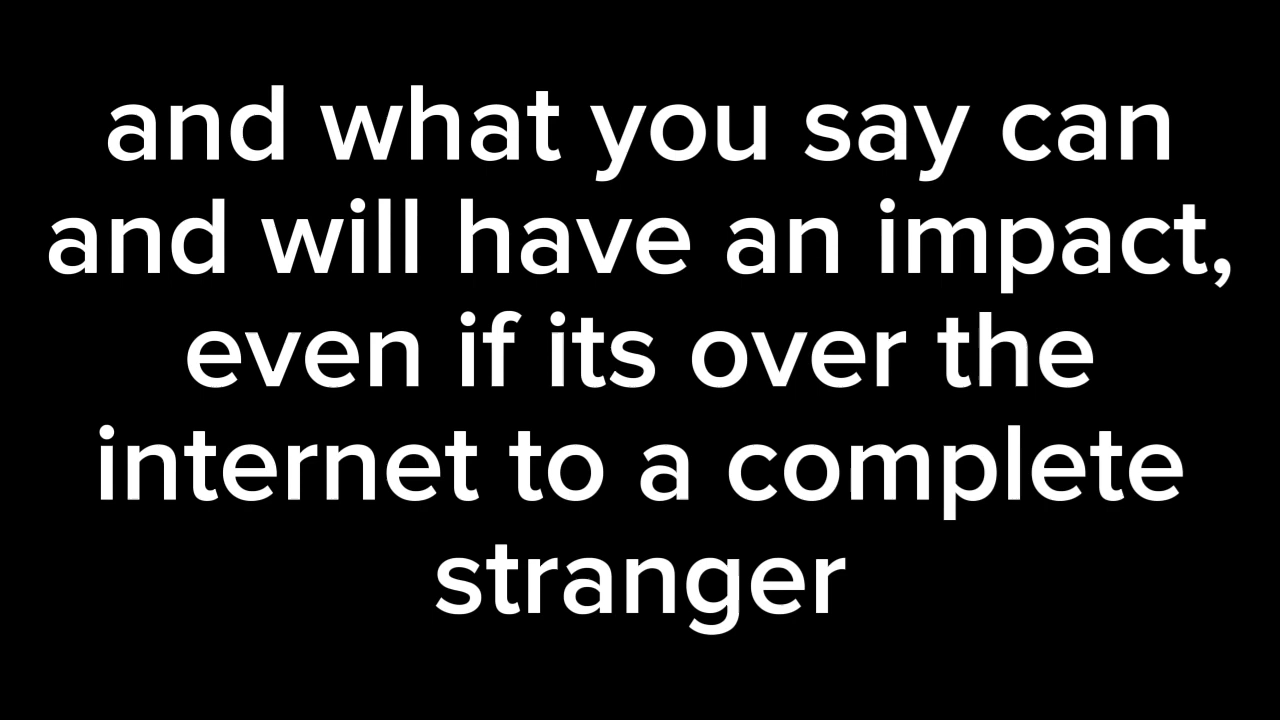 and what you say can
and will have an impact,
even if its over the
internet to a complete
stranger